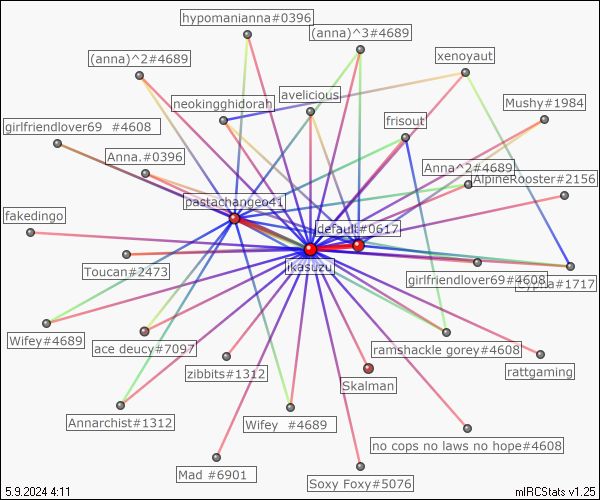 hypomanianna#0396
(anna)^3#4689
(anna)^2#4689
xenoyaut
avelicious
neokingghidorah
Mushy#1984
frisout
girlfriendlover69 #4608
Anna.#0396
Anna^2#4689
AlpineRooster#2156
pastachangeo41
fakedingo
default#0617
ikasuzu
Toucan#2473
girlfriendlover69#4608
Wifey#4689
ace deucy#7097
ramshackle gorey#4608
zibbits#1312
rattgaming
Skalman
Annarchist#1312
Wifey #4689
no cops no laws no hope#4608
Mad #6901
Soxy Foxy#5076
5.9.2024 4:11
mIRCStats v1.25